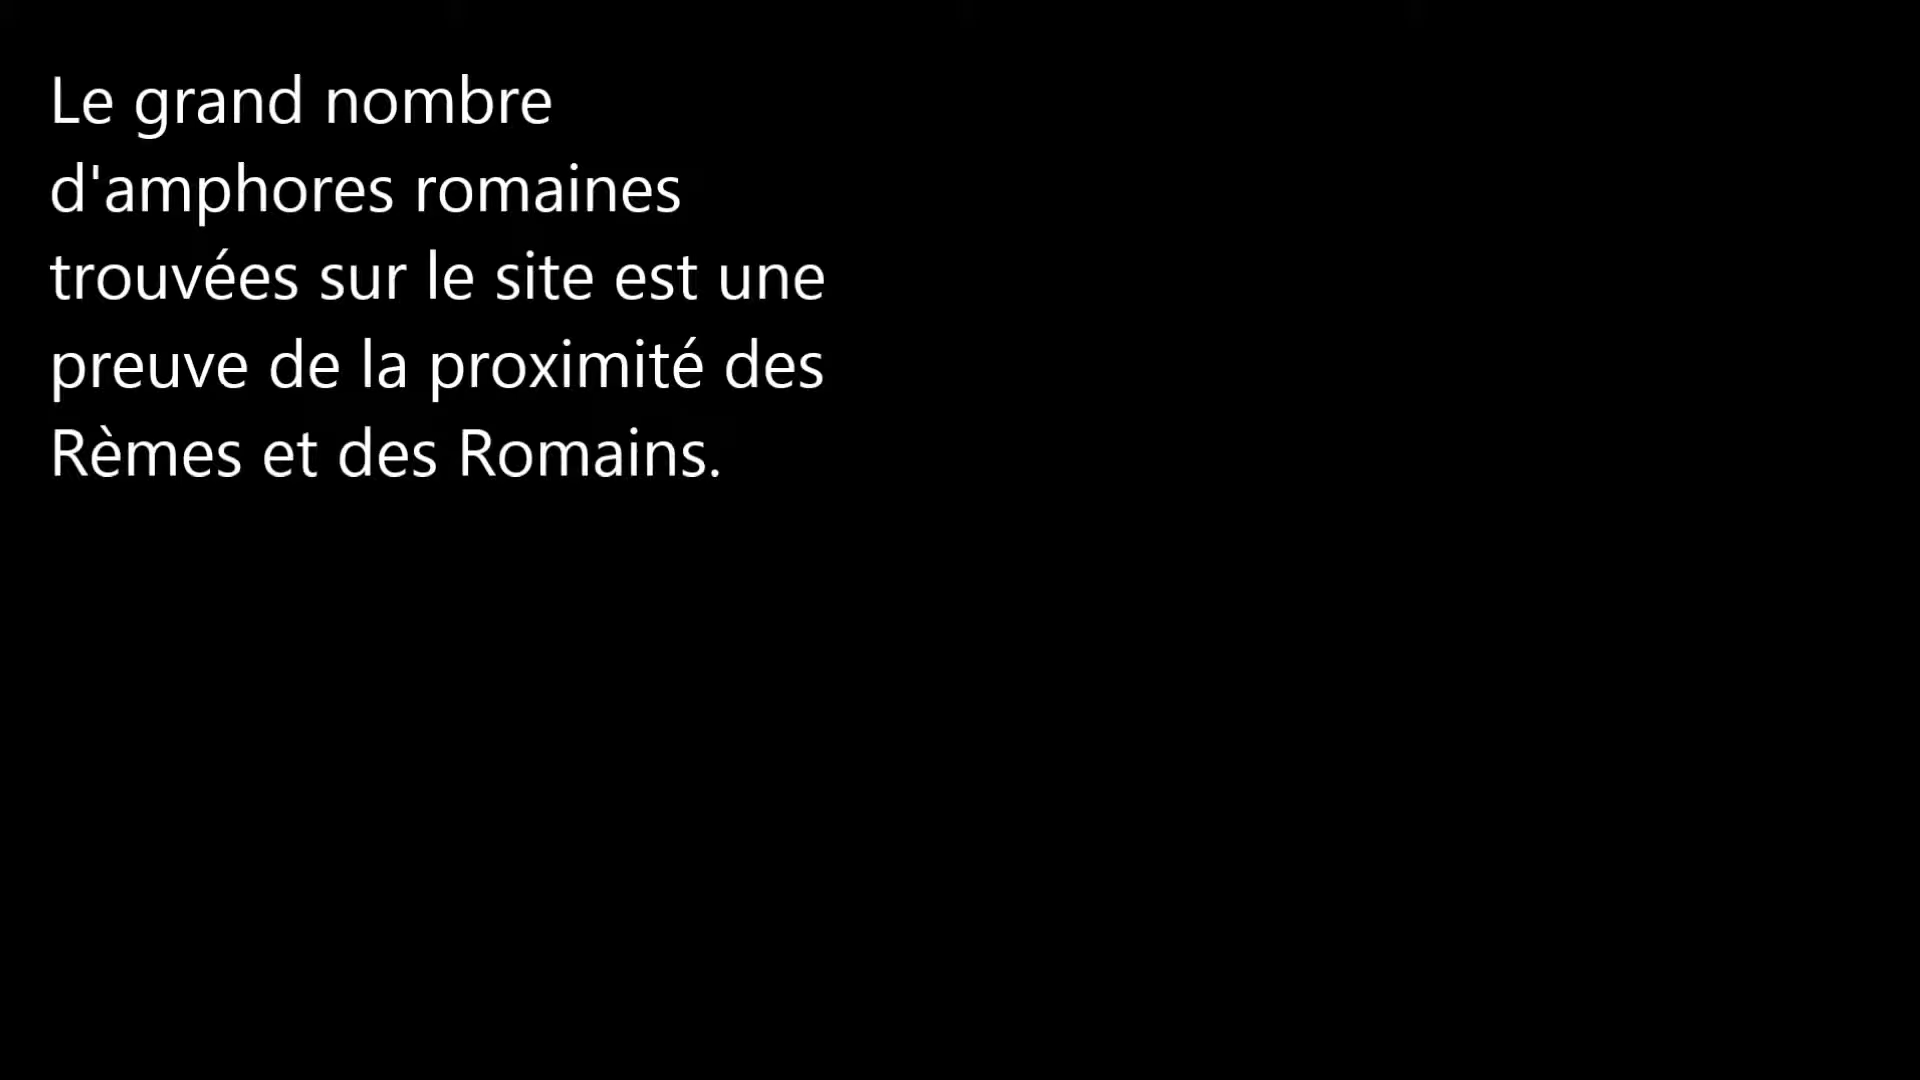 Le grand nombre
d'amphores romaines
trouvées sur le site est une
preuve de la proximité des
Rèmes et des Romains.